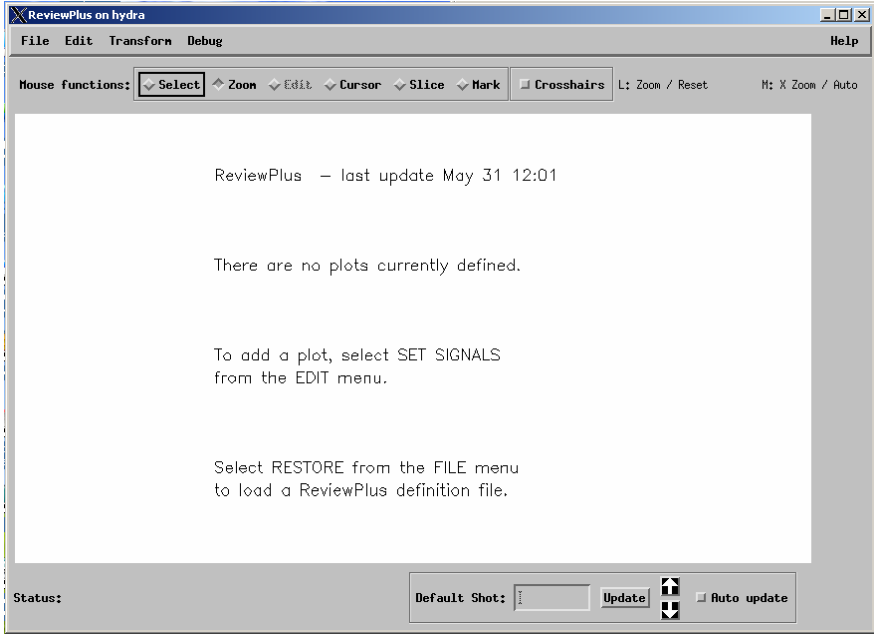 ReviewPlus on hydra
File Edit Transform Debug Help
Mouse functions: Select Zoom Edit Cursor Slice Mark Crosshairs L: Zoom / Reset M: X Zoom / Auto
ReviewPlus – last update May 31 12:01
There are no plots currently defined.
To add a plot, select SET SIGNALS
from the EDIT menu.
Select RESTORE from the FILE menu
to load a ReviewPlus definition file.
Status: Default Shot: Update Auto update